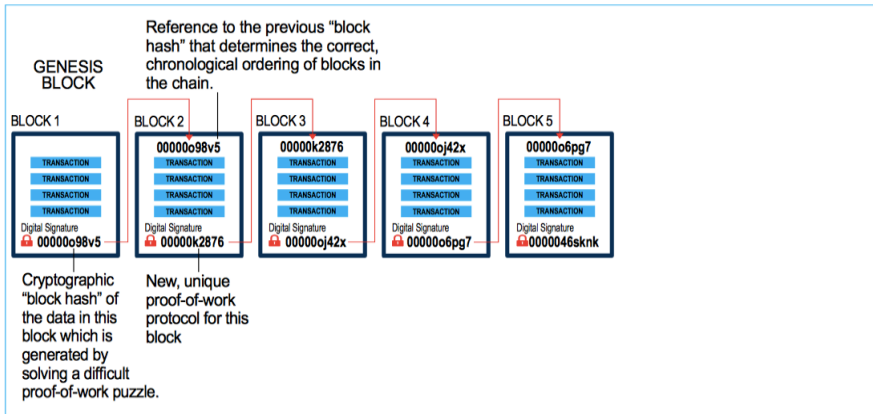 Reference to the previous “block
hash” that determines the correct,
chronological ordering of blocks in
the chain.
GENESIS
BLOCK
BLOCK 1
TRANSACTION
TRANSACTION
TRANSACTION
TRANSACTION
Digital Signature
00000o98v5
BLOCK 2
00000o98v5
TRANSACTION
TRANSACTION
TRANSACTION
TRANSACTION
Digital Signature
00000k2876
BLOCK 3
00000k2876
TRANSACTION
TRANSACTION
TRANSACTION
TRANSACTION
Digital Signature
00000oj42x
BLOCK 4
00000oj42x
TRANSACTION
TRANSACTION
TRANSACTION
TRANSACTION
Digital Signature
00000o6pg7
BLOCK 5
00000o6pg7
TRANSACTION
TRANSACTION
TRANSACTION
TRANSACTION
Digital Signature
0000046sknk
Cryptographic
“block hash” of
the data in this
block which is
generated by
solving a difficult
proof-of-work puzzle.
New, unique
proof-of-work
protocol for this
block